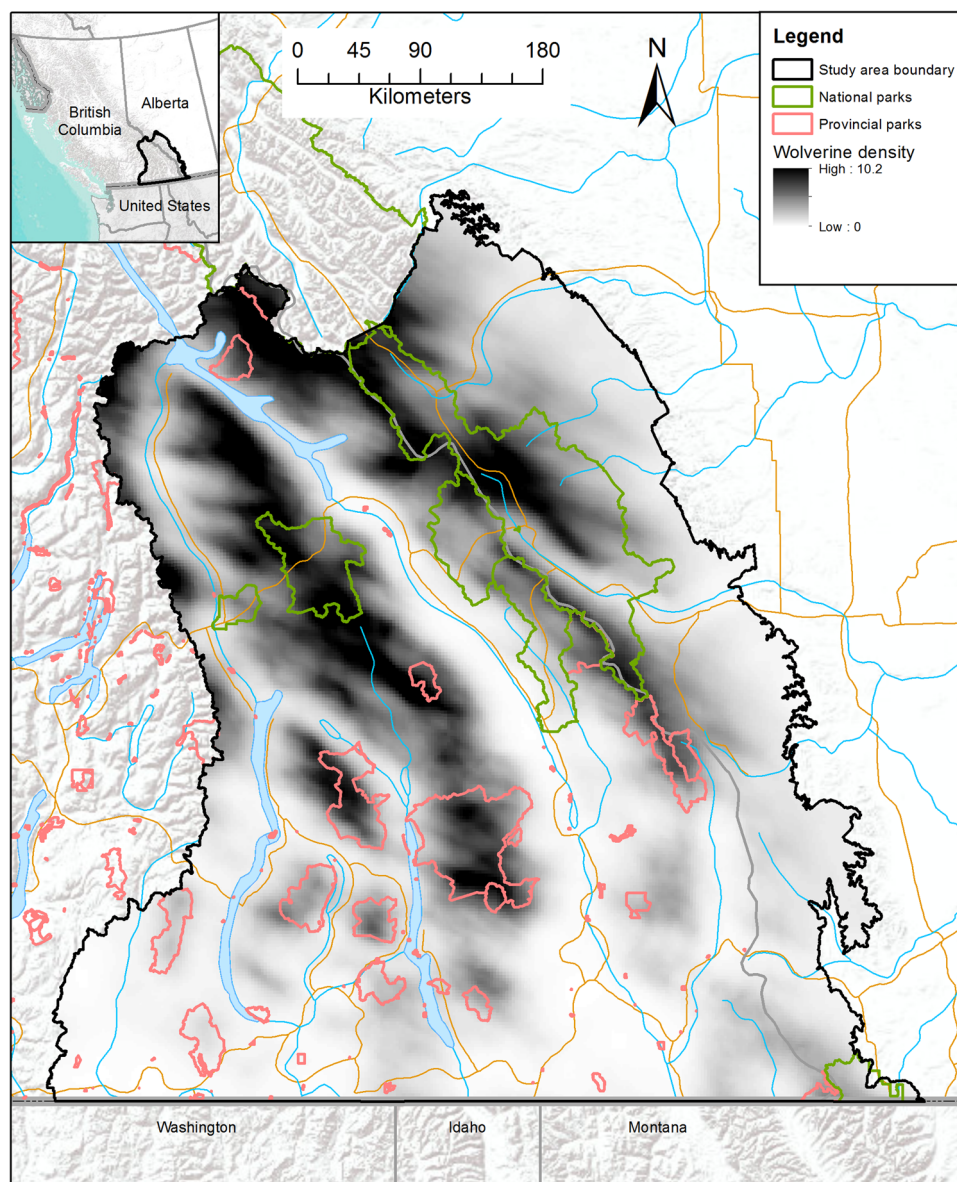 Alberta
British
Columbia
United States
0 45 90 180
Kilometers
N
Legend
Study area boundary
National parks
Provincial parks
Wolverine density
High : 10.2
Low : 0
Washington
Idaho
Montana